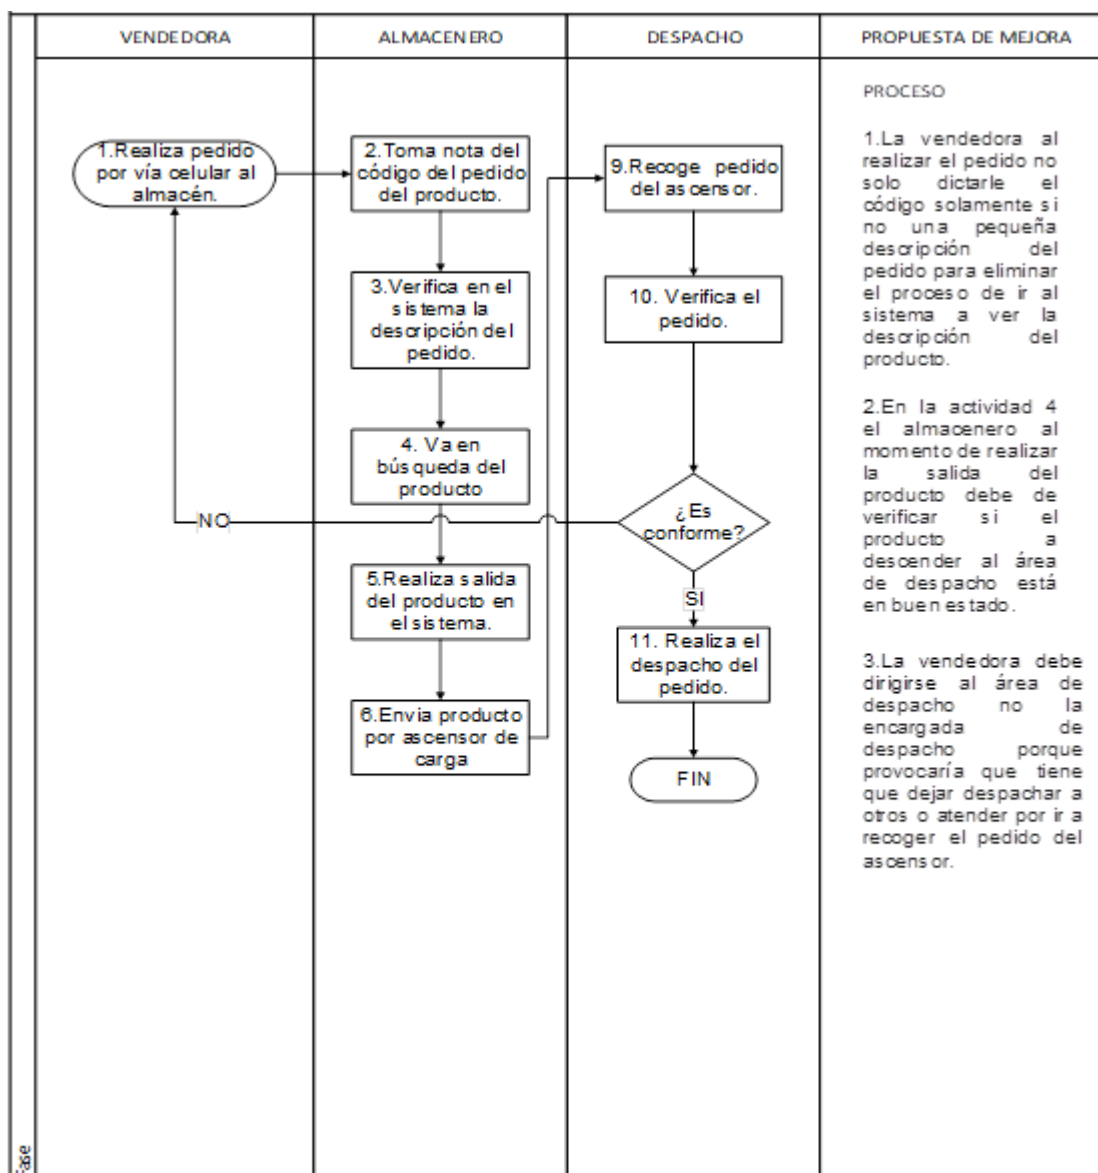 VENDEDORA
ALMACENERO
DESPACHO
PROPUESTA DE MEJORA
1.Realiza pedido
por vía celular al
almacén.
2.Toma nota del
código del pedido
del producto.
3.Verifica en el
sistema la
descripción del
pedido.
4. Va en
búsqueda del
producto
5.Realiza salida
del producto en
el sistema.
6.Envia producto
por ascensor de
carga
9.Recoge pedido
del ascensor.
10. Verifica el
pedido.
¿Es
conforme?
NO
SI
11. Realiza el
despacho del
pedido.
FIN
PROCESO
1.La vendedora al
realizar el pedido no
solo dictarle el
código solamente si
no una pequeña
descripción del
pedido para eliminar
el proceso de ir al
sistema a ver la
descripción del
producto.
2.En la actividad 4
el almacenero al
momento de realizar
la salida del
producto debe de
verificar si el
producto a
descender al área
de despacho está
en buen estado.
3.La vendedora debe
dirigirse al área de
despacho no la
encargada de
despacho porque
provocaría que tiene
que dejar despachar a
otros o atender por ir a
recoger el pedido del
ascensor.
Fase